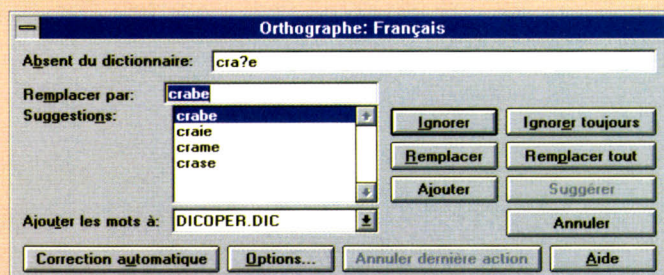 Orthographe: Français
Absent du dictionnaire: cra?e
Remplacer par: crabe
Suggestions: crabe
craie
crame
crase
Ignorer Ignorer toujours
Remplacer Remplacer tout
Ajouter Suggérer
Ajouter les mots à: DICOPER.DIC Annuler
Correction automatique Options... Annuler dernière action Aide